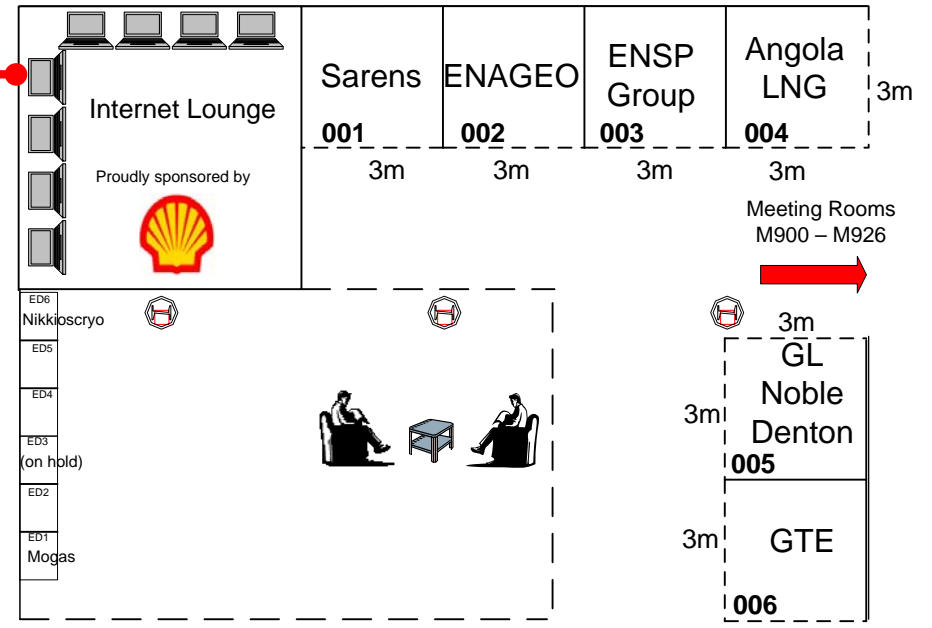 Internet Lounge
Proudly sponsored by
Sarens
001
ENAGEO
002
ENSP
Group
003
Angola
LNG
004
3m
3m
3m
3m
3m
Meeting Rooms
M900 – M926
ED6
Nikkioscryo
ED5
ED4
ED3
(on hold)
ED2
ED1
Mogas
3m
GL
Noble
Denton
3m
005
3m
GTE
006